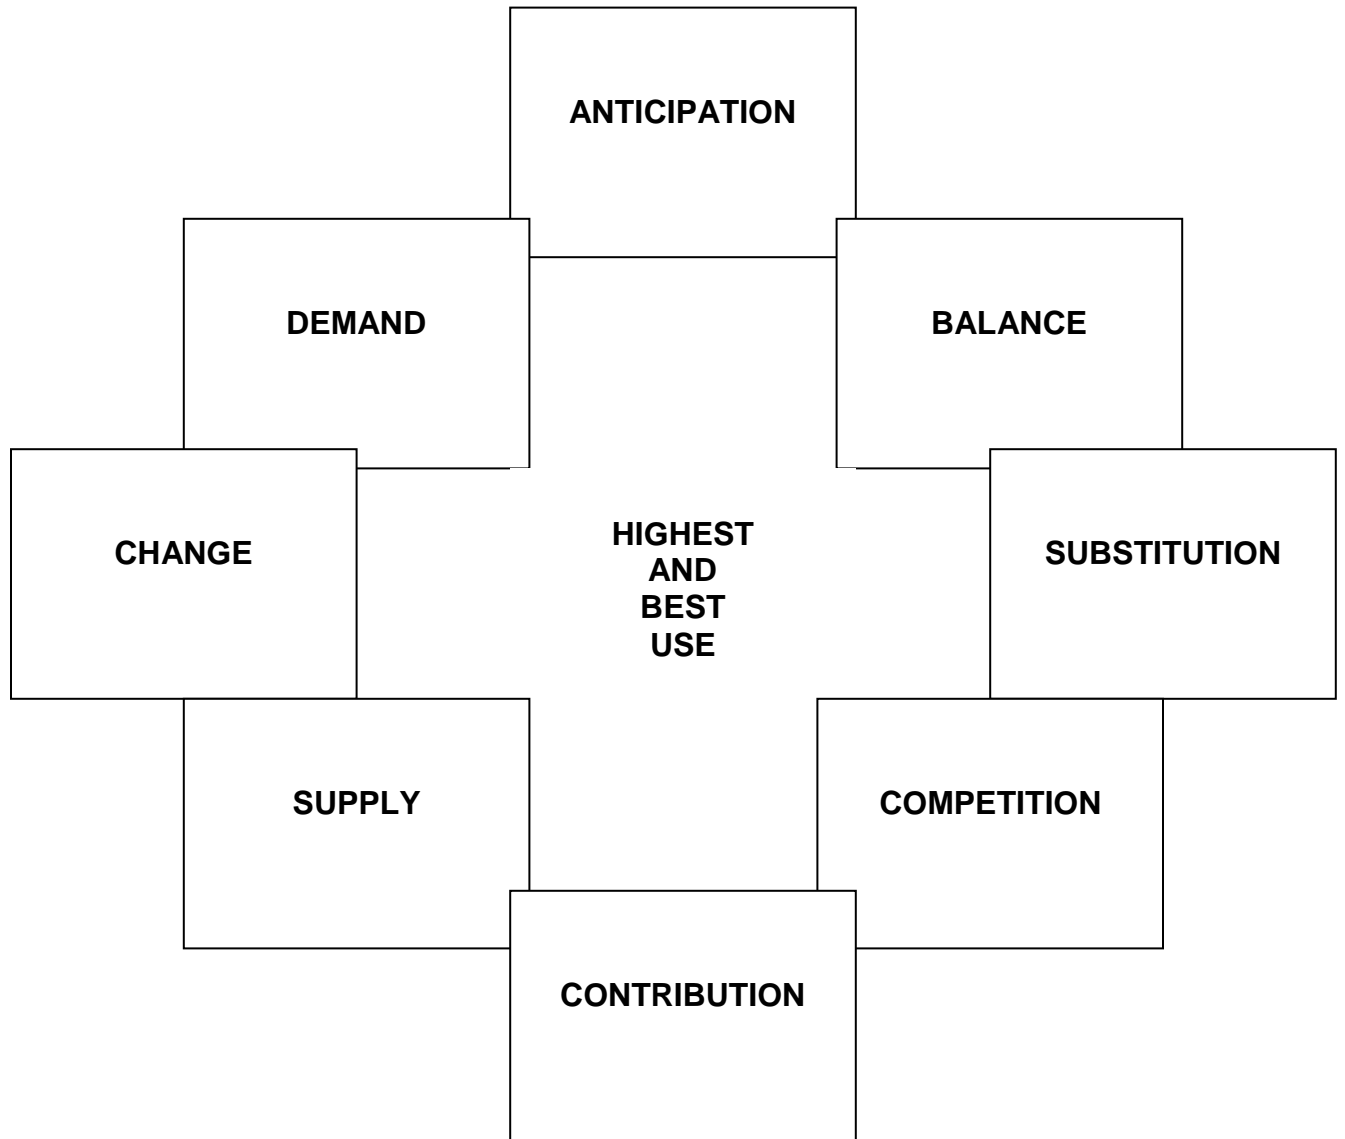 ANTICIPATION
DEMAND
BALANCE
CHANGE
HIGHEST
AND
BEST
USE
SUBSTITUTION
SUPPLY
COMPETITION
CONTRIBUTION